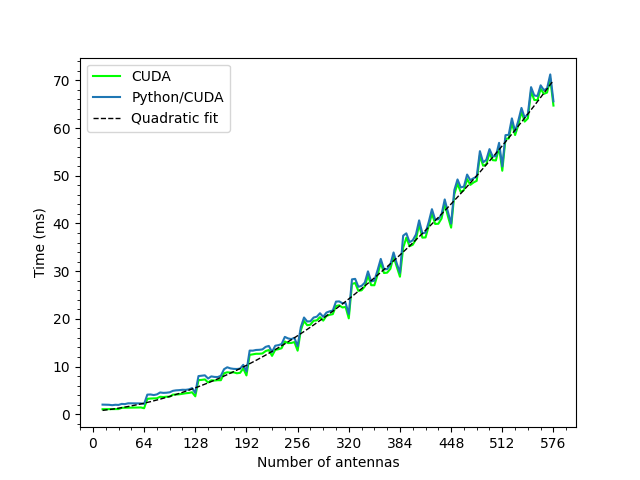 CUDA
Python/CUDA
Quadratic fit
70
60
50
40
30
20
10
0
Time (ms)
0 64 128 192 256 320 384 448 512 576
Number of antennas